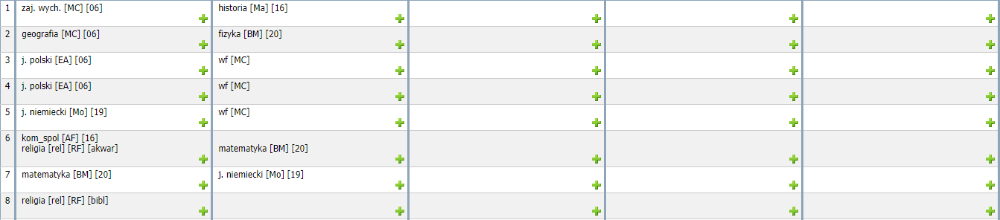 1 zaj. wych. [MC] [06] historia [Ma] [16]
2 geografia [MC] [06] fizyka [BM] [20]
3 j. polski [EA] [06] wf [MC]
4 j. polski [EA] [06] wf [MC]
5 j. niemiecki [Mo] [19] wf [MC]
6 kom_spol [AF] [16]
religia [rel] [RF] [akwar] matematyka [BM] [20]
7 matematyka [BM] [20] j. niemiecki [Mo] [19]
8 religia [rel] [RF] [bibl]